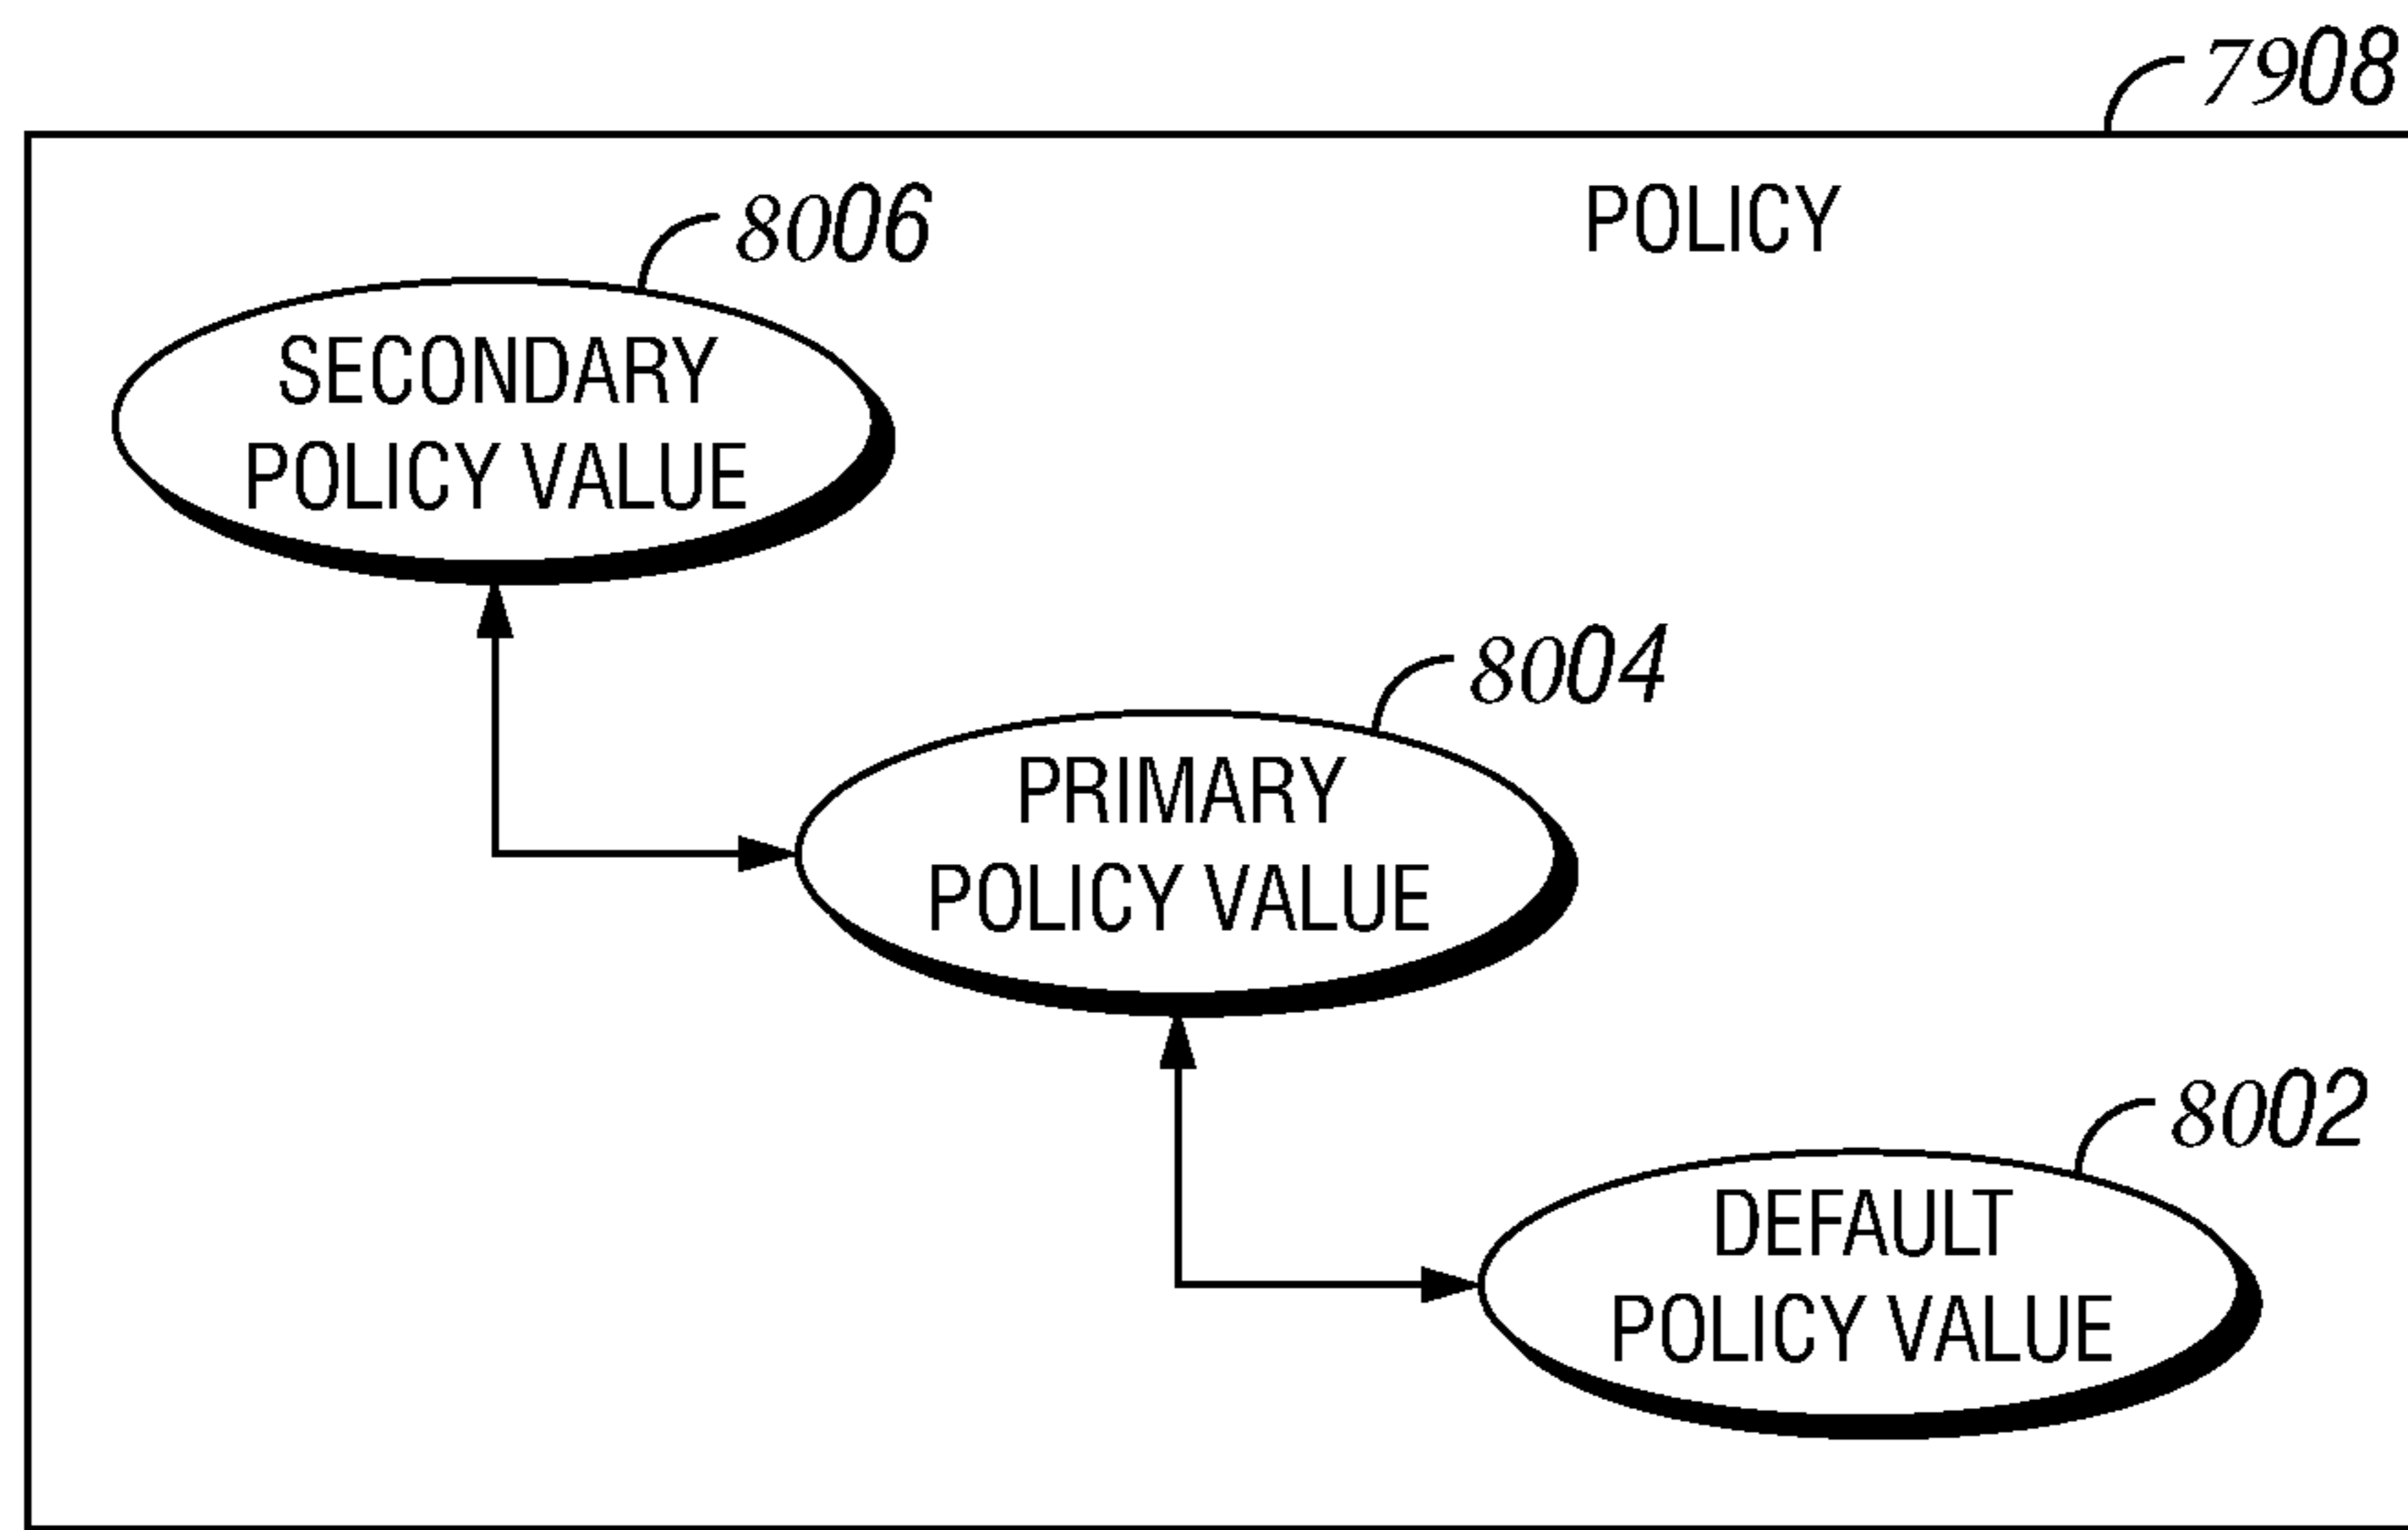 7908
POLICY
8006
SECONDARY
POLICY VALUE
8004
PRIMARY
POLICY VALUE
8002
DEFAULT
POLICY VALUE